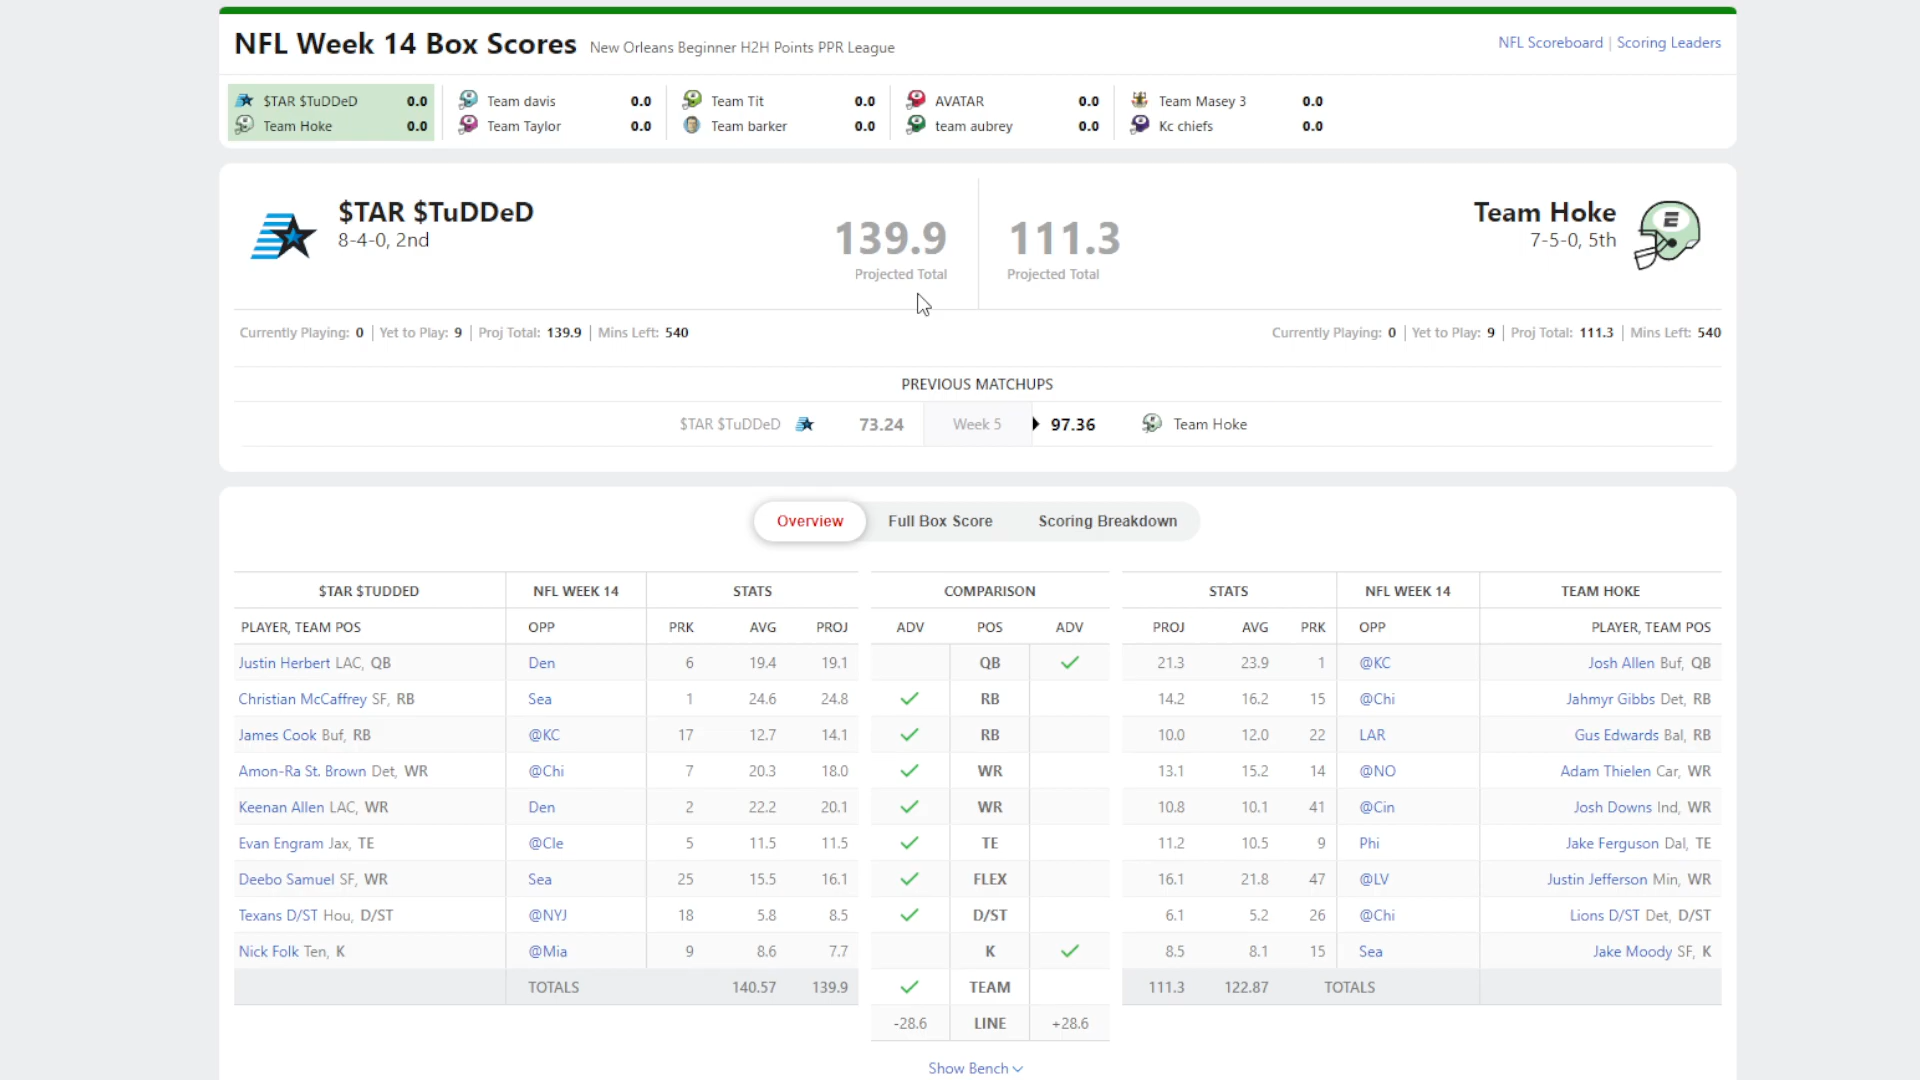 NFL Week 14 Box Scores New Orleans Beginner H2H Points PPR League NFL Scoreboard | Scoring Leaders
$TAR $TuDDeD 0.0 Team davis 0.0 Team Tit 0.0 AVATAR 0.0 Team Masey 3 0.0
Team Hoke 0.0 Team Taylor 0.0 Team barker 0.0 team aubrey 0.0 Kc chiefs 0.0
$TAR $TuDDeD 139.9 111.3 Team Hoke
8-4-0, 2nd Projected Total Projected Total 7-5-0, 5th
E
Currently Playing: 0 | Yet to Play: 9 | Proj Total: 139.9 | Mins Left: 540 Currently Playing: 0 | Yet to Play: 9 | Proj Total: 111.3 | Mins Left: 540
PREVIOUS MATCHUPS
$TAR $TuDDeD 73.24 Week 5 97.36 Team Hoke
Overview Full Box Score Scoring Breakdown
$TAR $TUDDED NFL WEEK 14 STATS COMPARISON STATS NFL WEEK 14 TEAM HOKE
PLAYER, TEAM POS OPP PRK AVG PROJ ADV POS ADV PROJ AVG PRK OPP PLAYER, TEAM POS
Justin Herbert LAC, QB Den 6 19.4 19.1 QB 21.3 23.9 1 @KC Josh Allen Buf, QB
Christian McCaffrey SF, RB Sea 1 24.6 24.8 RB 14.2 16.2 15 @Chi Jahmyr Gibbs Det, RB
James Cook Buf, RB @KC 17 12.7 14.1 RB 10.0 12.0 22 LAR Gus Edwards Bal, RB
Amon-Ra St. Brown Det, WR @Chi 7 20.3 18.0 WR 13.1 15.2 14 @NO Adam Thielen Car, WR
Keenan Allen LAC, WR Den 2 22.2 20.1 WR 10.8 10.1 41 @Cin Josh Downs Ind, WR
Evan Engram Jax, TE @Cle 5 11.5 11.5 TE 11.2 10.5 9 Phi Jake Ferguson Dal, TE
Deebo Samuel SF, WR Sea 25 15.5 16.1 FLEX 16.1 21.8 47 @LV Justin Jefferson Min, WR
Texans D/ST Hou, D/ST @NYJ 18 5.8 8.5 D/ST 6.1 5.2 26 @Chi Lions D/ST Det, D/ST
Nick Folk Ten, K @Mia 9 8.6 7.7 K 8.5 8.1 15 Sea Jake Moody SF, K
TOTALS 140.57 139.9 TEAM 111.3 122.87 TOTALS
-28.6 LINE +28.6
Show Bench